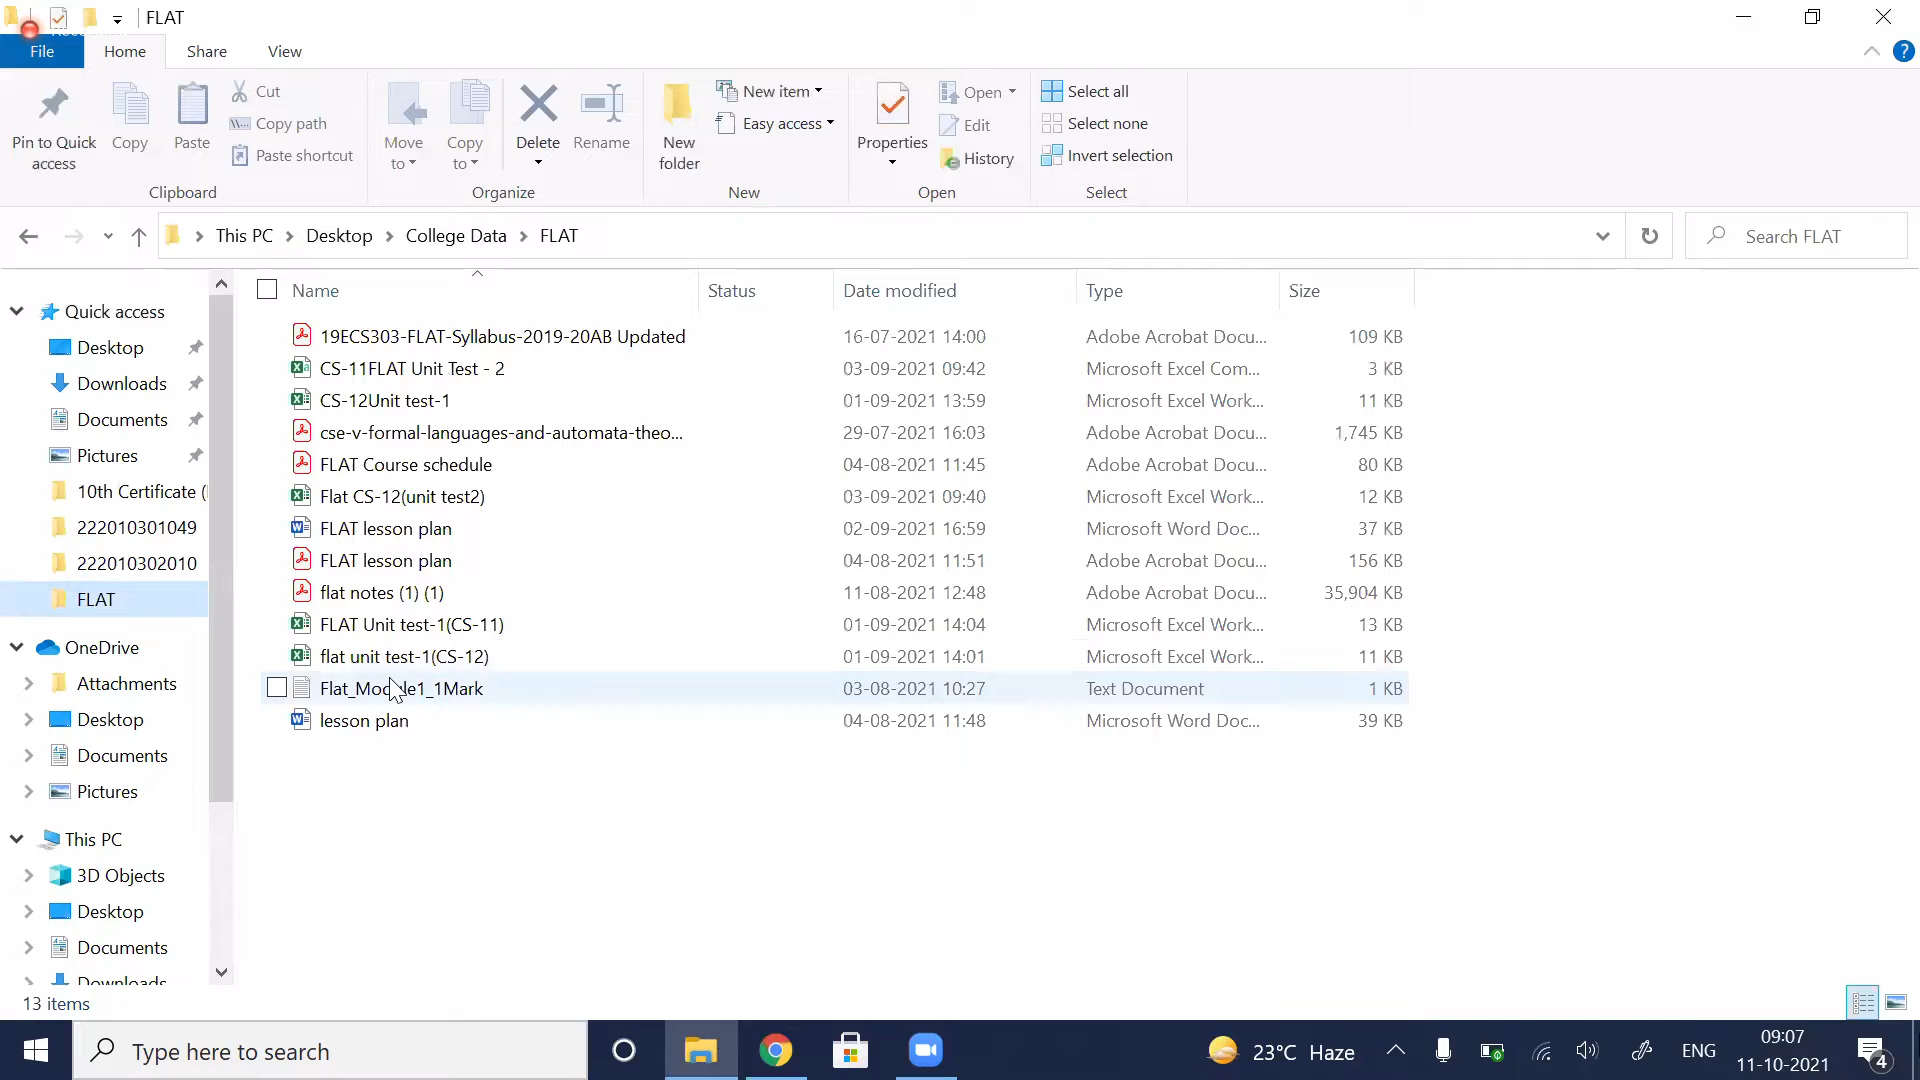 FLAT
File Home Share View
Pin to Quick access
Copy
Paste
Cut
Copy path
Paste shortcut
Clipboard
Move to
Copy to
Delete
Rename
Organize
New folder
New item
Easy access
New
Properties
Open
Edit
History
Open
Select all
Select none
Invert selection
Select
This PC Desktop College Data FLAT
Search FLAT
Name Status Date modified Type Size
19ECS303-FLAT-Syllabus-2019-20AB Updated 16-07-2021 14:00 Adobe Acrobat Docu... 109 KB
CS-11FLAT Unit Test - 2 03-09-2021 09:42 Microsoft Excel Com... 3 KB
CS-12Unit test-1 01-09-2021 13:59 Microsoft Excel Work... 11 KB
cse-v-formal-languages-and-automata-theo... 29-07-2021 16:03 Adobe Acrobat Docu... 1,745 KB
FLAT Course schedule 04-08-2021 11:45 Adobe Acrobat Docu... 80 KB
Flat CS-12(unit test2) 03-09-2021 09:40 Microsoft Excel Work... 12 KB
FLAT lesson plan 02-09-2021 16:59 Microsoft Word Doc... 37 KB
FLAT lesson plan 04-08-2021 11:51 Adobe Acrobat Docu... 156 KB
flat notes (1) (1) 11-08-2021 12:48 Adobe Acrobat Docu... 35,904 KB
FLAT Unit test-1(CS-11) 01-09-2021 14:04 Microsoft Excel Work... 13 KB
flat unit test-1(CS-12) 01-09-2021 14:01 Microsoft Excel Work... 11 KB
Flat_Module1_1Mark 03-08-2021 10:27 Text Document 1 KB
lesson plan 04-08-2021 11:48 Microsoft Word Doc... 39 KB
Quick access
Desktop
Downloads
Documents
Pictures
10th Certificate (
222010301049
222010302010
FLAT
OneDrive
Attachments
Desktop
Documents
Pictures
This PC
3D Objects
Desktop
Documents
Downloads
13 items
Type here to search
23°C Haze
ENG
09:07
11-10-2021
4